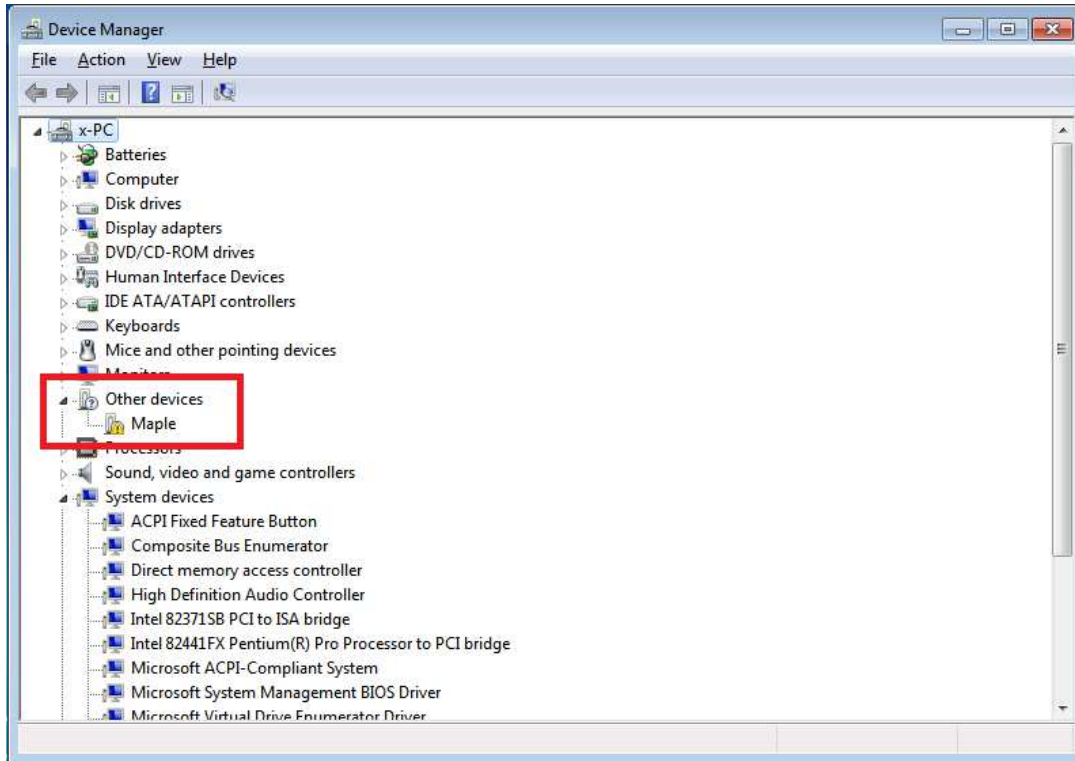 Device Manager
File Action View Help
x-PC
Batteries
Computer
Disk drives
Display adapters
DVD/CD-ROM drives
Human Interface Devices
IDE ATA/ATAPI controllers
Keyboards
Mice and other pointing devices
Monitors
Other devices
Maple
Processors
Sound, video and game controllers
System devices
ACPI Fixed Feature Button
Composite Bus Enumerator
Direct memory access controller
High Definition Audio Controller
Intel 82371SB PCI to ISA bridge
Intel 82441FX Pentium(R) Pro Processor to PCI bridge
Microsoft ACPI-Compliant System
Microsoft System Management BIOS Driver
Microsoft Virtual Drive Enumerator Driver